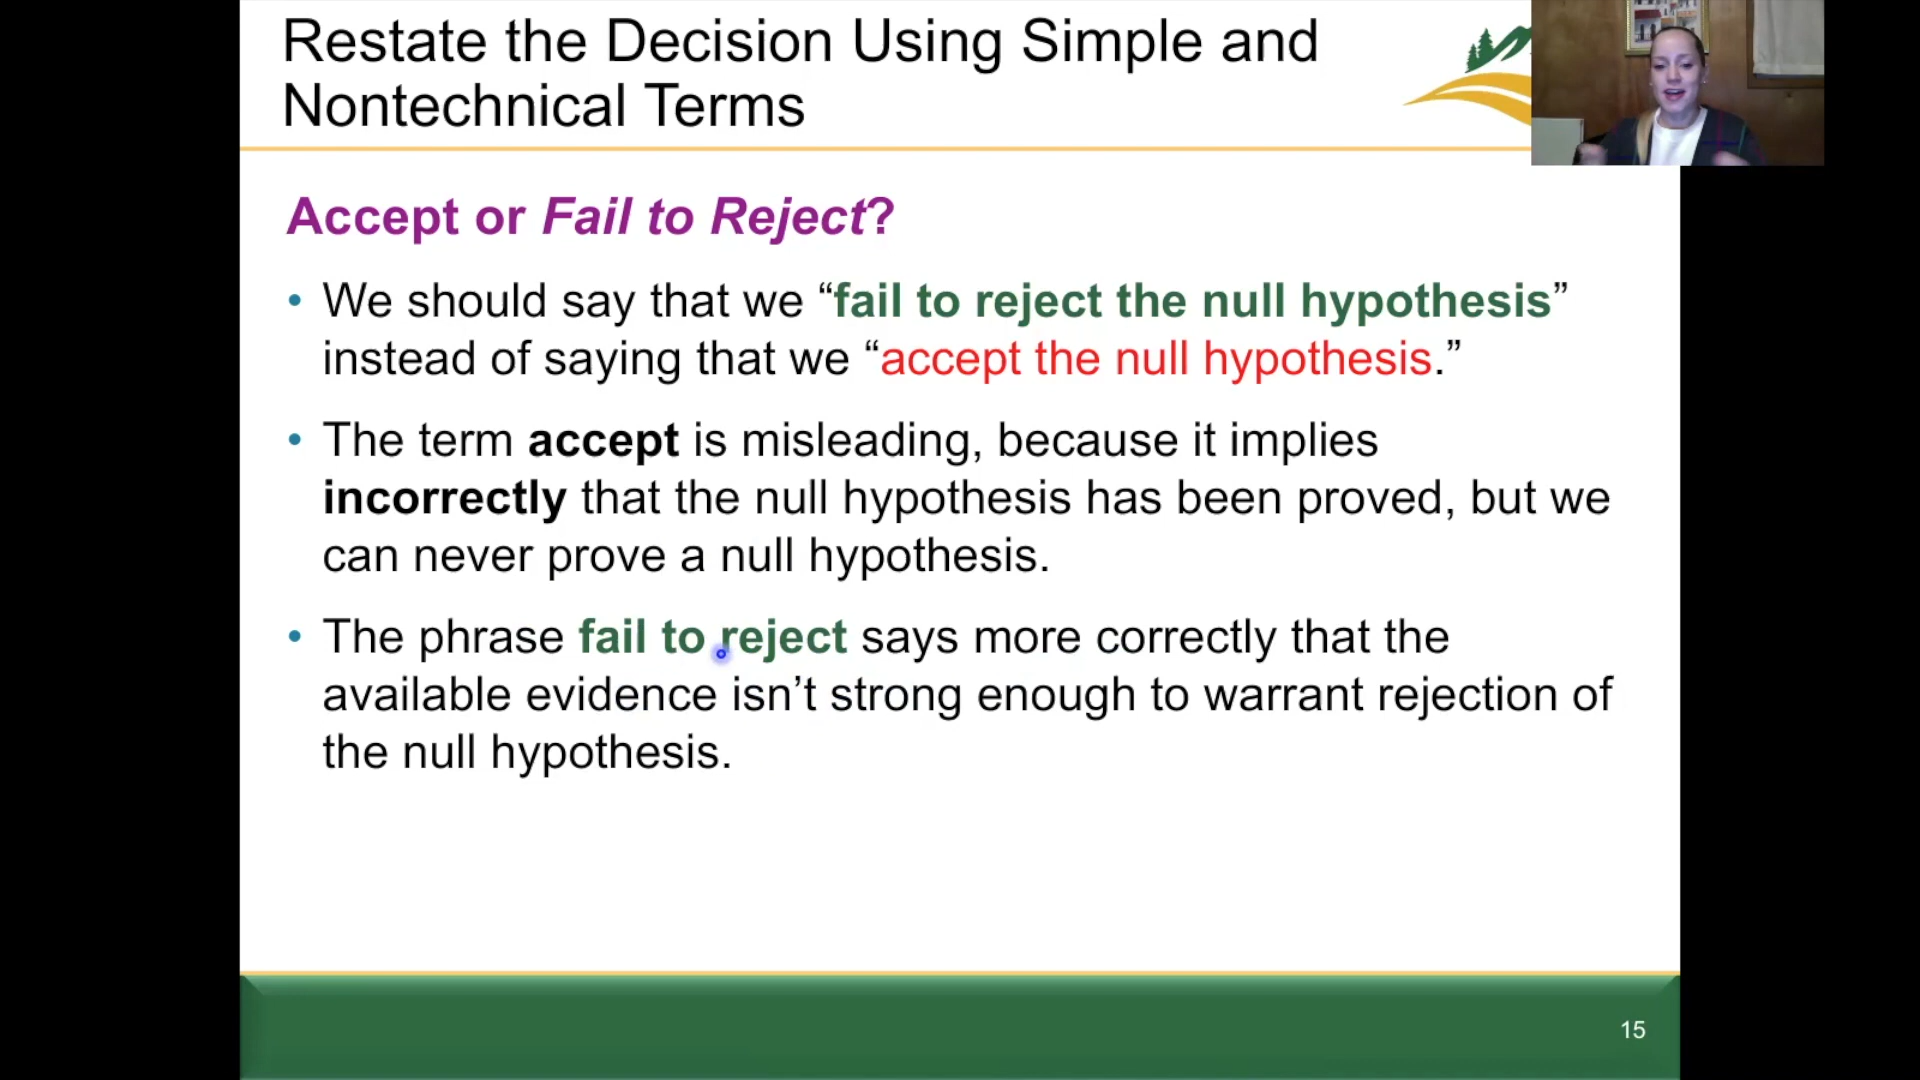 Restate the Decision Using Simple and
Nontechnical Terms
Accept or Fail to Reject?
• We should say that we “fail to reject the null hypothesis”
instead of saying that we “accept the null hypothesis.”
• The term accept is misleading, because it implies
incorrectly that the null hypothesis has been proved, but we
can never prove a null hypothesis.
• The phrase fail to reject says more correctly that the
available evidence isn’t strong enough to warrant rejection of
the null hypothesis.
15